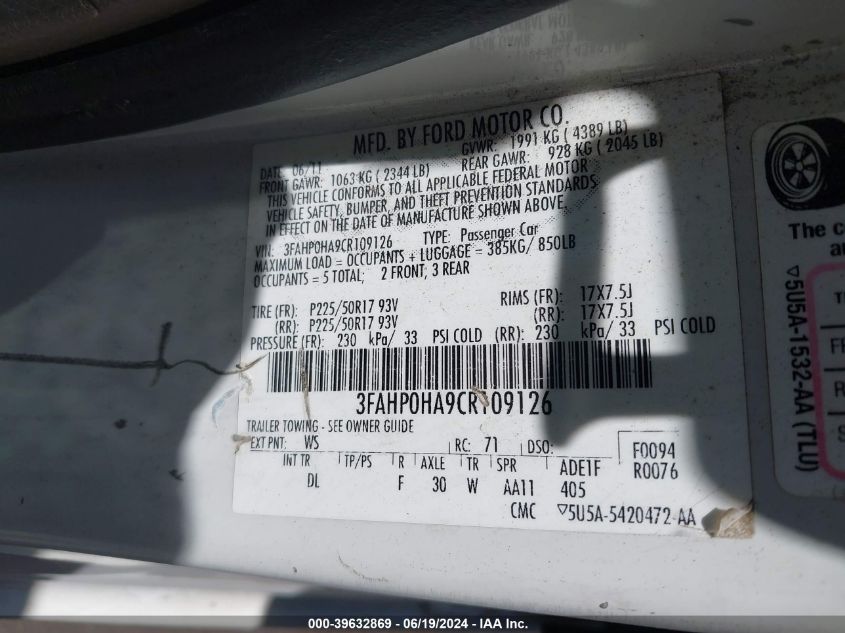 MFD. BY FORD MOTOR CO.
DATE: 06/11 GVWR: 1991 KG ( 4389 LB)
FRONT GAWR: 1063 KG ( 2344 LB) REAR GAWR: 928 KG ( 2045 LB)
THIS VEHICLE CONFORMS TO ALL APPLICABLE FEDERAL MOTOR
VEHICLE SAFETY, BUMPER, AND THEFT PREVENTION STANDARDS
IN EFFECT ON THE DATE OF MANUFACTURE SHOWN ABOVE.
VIN: 3FAHP0HA9CR109126 TYPE: Passenger Car
MAXIMUM LOAD = OCCUPANTS + LUGGAGE = 385KG/ 850LB
OCCUPANTS = 5 TOTAL; 2 FRONT; 3 REAR
TIRE (FR): P225/50R17 93V RIMS (FR): 17X7.5J
(RR): P225/50R17 93V (RR): 17X7.5J
PRESSURE (FR): 230 kPa/ 33 PSI COLD (RR): 230 kPa/ 33 PSI COLD
3FAHP0HA9CR109126
TRAILER TOWING - SEE OWNER GUIDE
EXT PNT: WS RC: 71 DSO: F0094
INT TR TP/PS R AXLE TR SPR ADE1F R0076
DL F 30 W AA11 405
CMC ▽5U5A-5420472-AA
The co
▽5U5A-1532-AA (TLU)
000-39632869 - 06/19/2024 - IAA Inc.